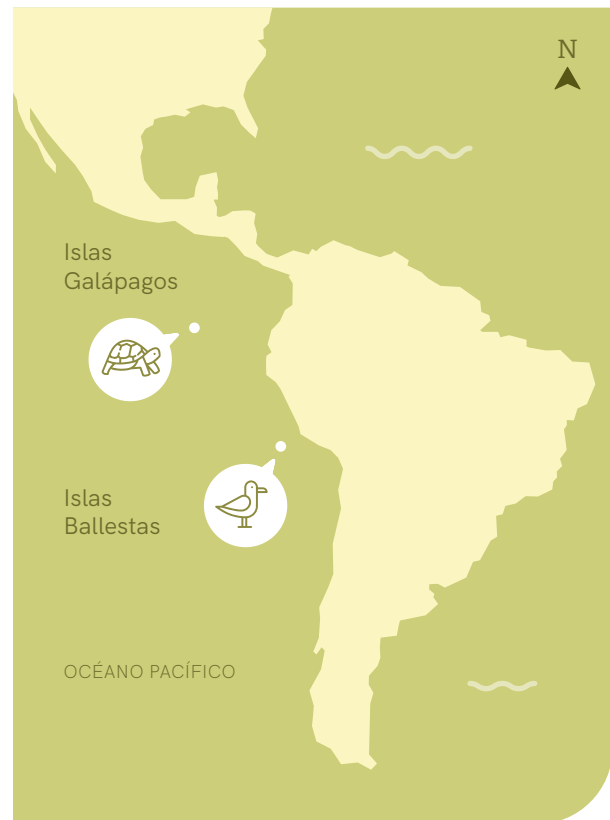 N
Islas
Galápagos
Islas
Ballestas
OCÉANO PACÍFICO